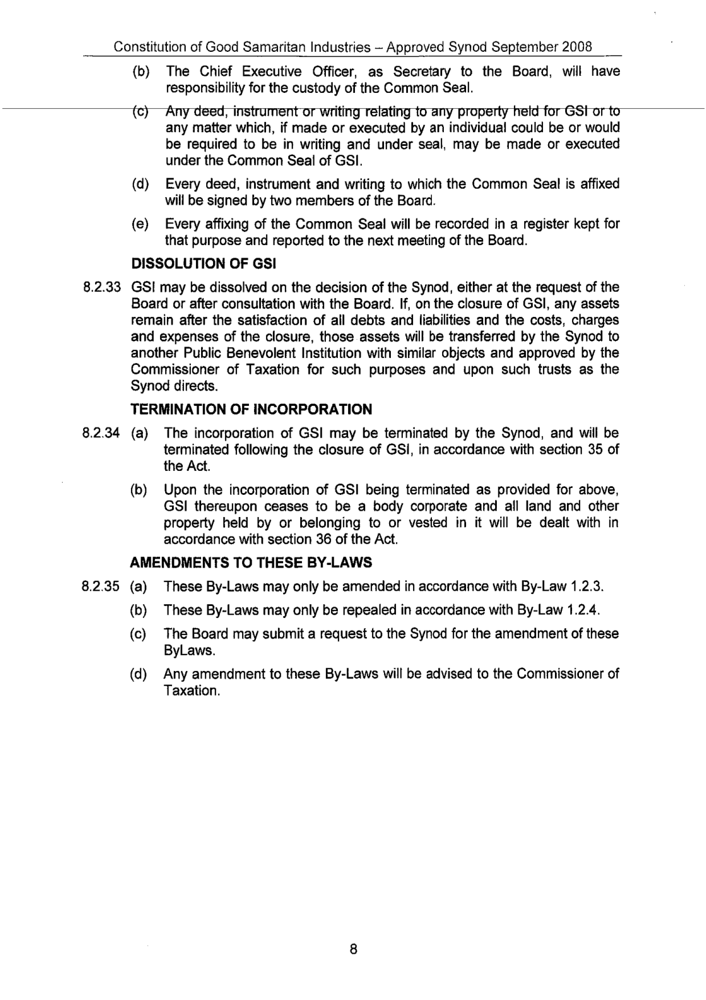 Constitution of Good Samaritan Industries – Approved Synod September 2008
(b) The Chief Executive Officer, as Secretary to the Board, will have
responsibility for the custody of the Common Seal.
(c) Any deed, instrument or writing relating to any property held for GSI or to
any matter which, if made or executed by an individual could be or would
be required to be in writing and under seal, may be made or executed
under the Common Seal of GSI.
(d) Every deed, instrument and writing to which the Common Seal is affixed
will be signed by two members of the Board.
(e) Every affixing of the Common Seal will be recorded in a register kept for
that purpose and reported to the next meeting of the Board.
DISSOLUTION OF GSI
8.2.33 GSI may be dissolved on the decision of the Synod, either at the request of the
Board or after consultation with the Board. If, on the closure of GSI, any assets
remain after the satisfaction of all debts and liabilities and the costs, charges
and expenses of the closure, those assets will be transferred by the Synod to
another Public Benevolent Institution with similar objects and approved by the
Commissioner of Taxation for such purposes and upon such trusts as the
Synod directs.
TERMINATION OF INCORPORATION
8.2.34 (a) The incorporation of GSI may be terminated by the Synod, and will be
terminated following the closure of GSI, in accordance with section 35 of
the Act.
(b) Upon the incorporation of GSI being terminated as provided for above,
GSI thereupon ceases to be a body corporate and all land and other
property held by or belonging to or vested in it will be dealt with in
accordance with section 36 of the Act.
AMENDMENTS TO THESE BY-LAWS
8.2.35 (a) These By-Laws may only be amended in accordance with By-Law 1.2.3.
(b) These By-Laws may only be repealed in accordance with By-Law 1.2.4.
(c) The Board may submit a request to the Synod for the amendment of these
ByLaws.
(d) Any amendment to these By-Laws will be advised to the Commissioner of
Taxation.
8